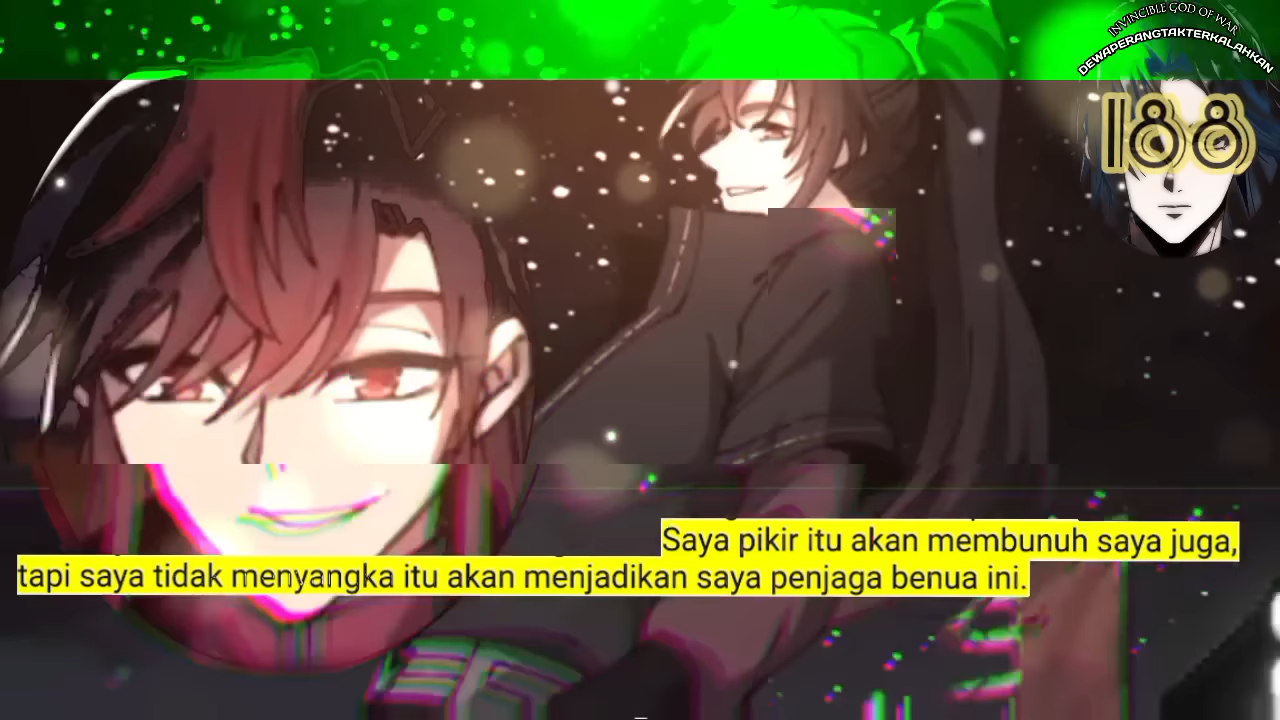 INVINCIBLE GOD OF WAR
DEWAPERANGTAKTERKALAHKAN
188
Saya pikir itu akan membunuh saya juga,
tapi saya tidak menyangka itu akan menjadikan saya penjaga benua ini.